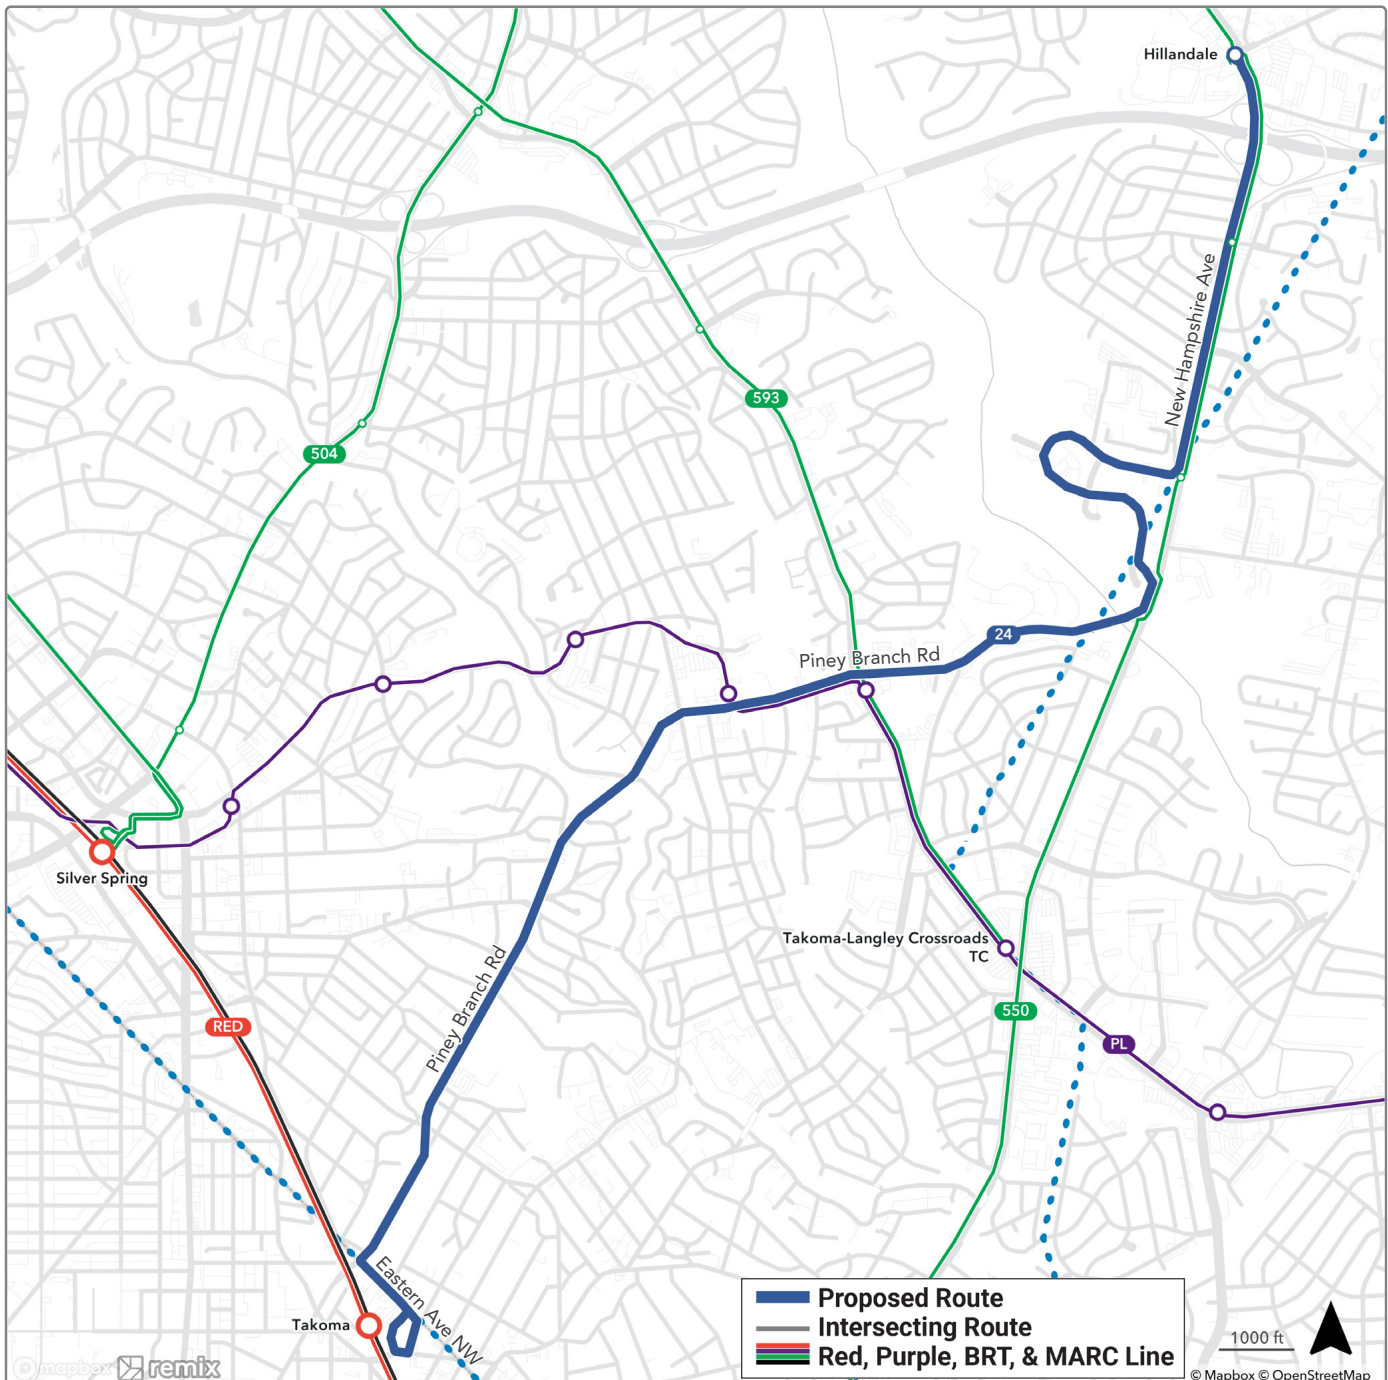 Hillandale
New Hampshire Ave
593
504
24
Piney Branch Rd
Silver Spring
Takoma-Langley Crossroads
TC
Piney Branch Rd
550
RED
PL
Eastern Ave NW
Takoma
Proposed Route
Intersecting Route
Red, Purple, BRT, & MARC Line
1000 ft
mapbox remix
© Mapbox © OpenStreetMap